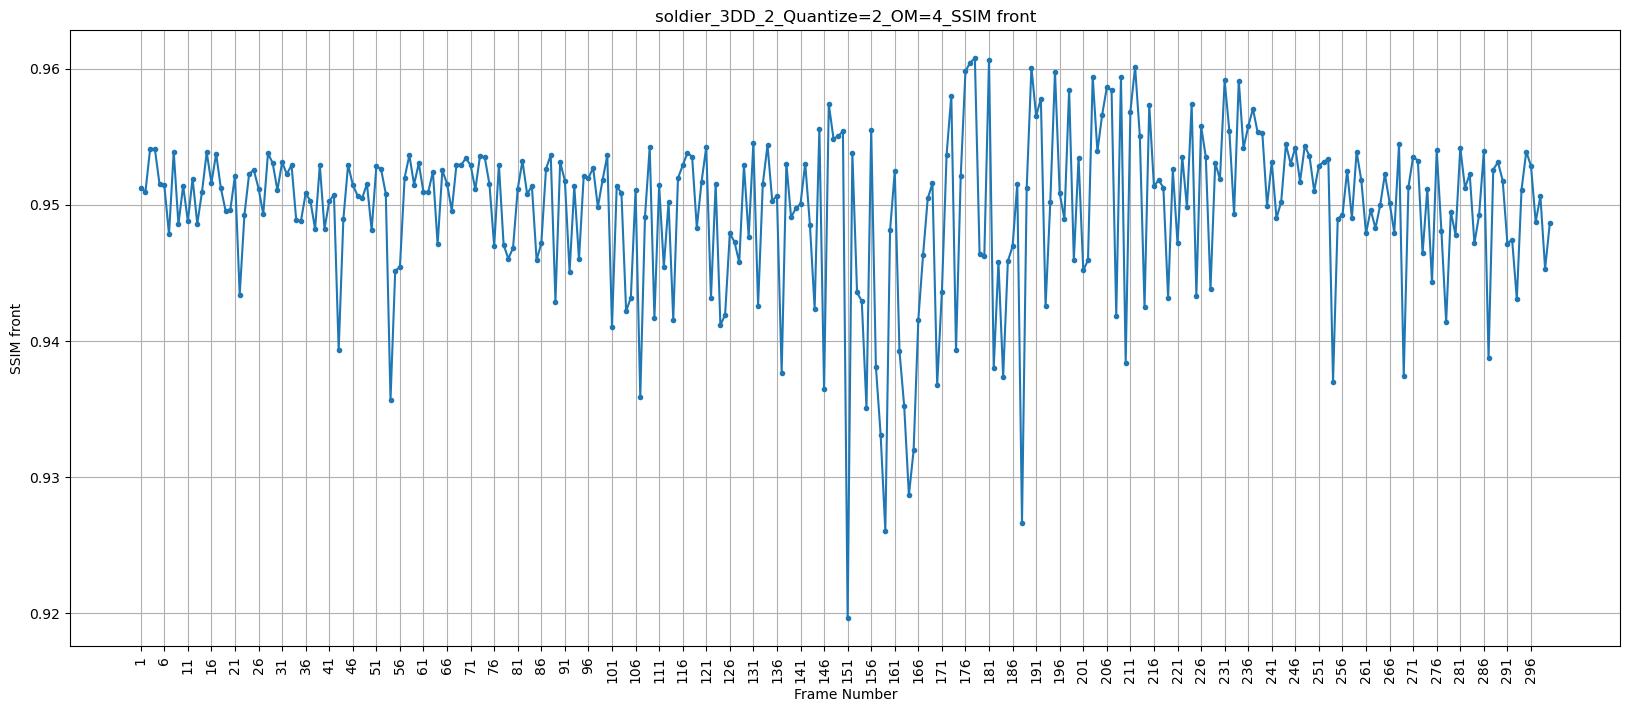 soldier_3DD_2_Quantize=2_OM=4_SSIM front
SSIM front
0.96
0.95
0.94
0.93
0.92
1 6 11 16 21 26 31 36 41 46 51 56 61 66 71 76 81 86 91 96 101 106 111 116 121 126 131 136 141 146 151 156 161 166 171 176 181 186 191 196 201 206 211 216 221 226 231 236 241 246 251 256 261 266 271 276 281 286 291 296
Frame Number